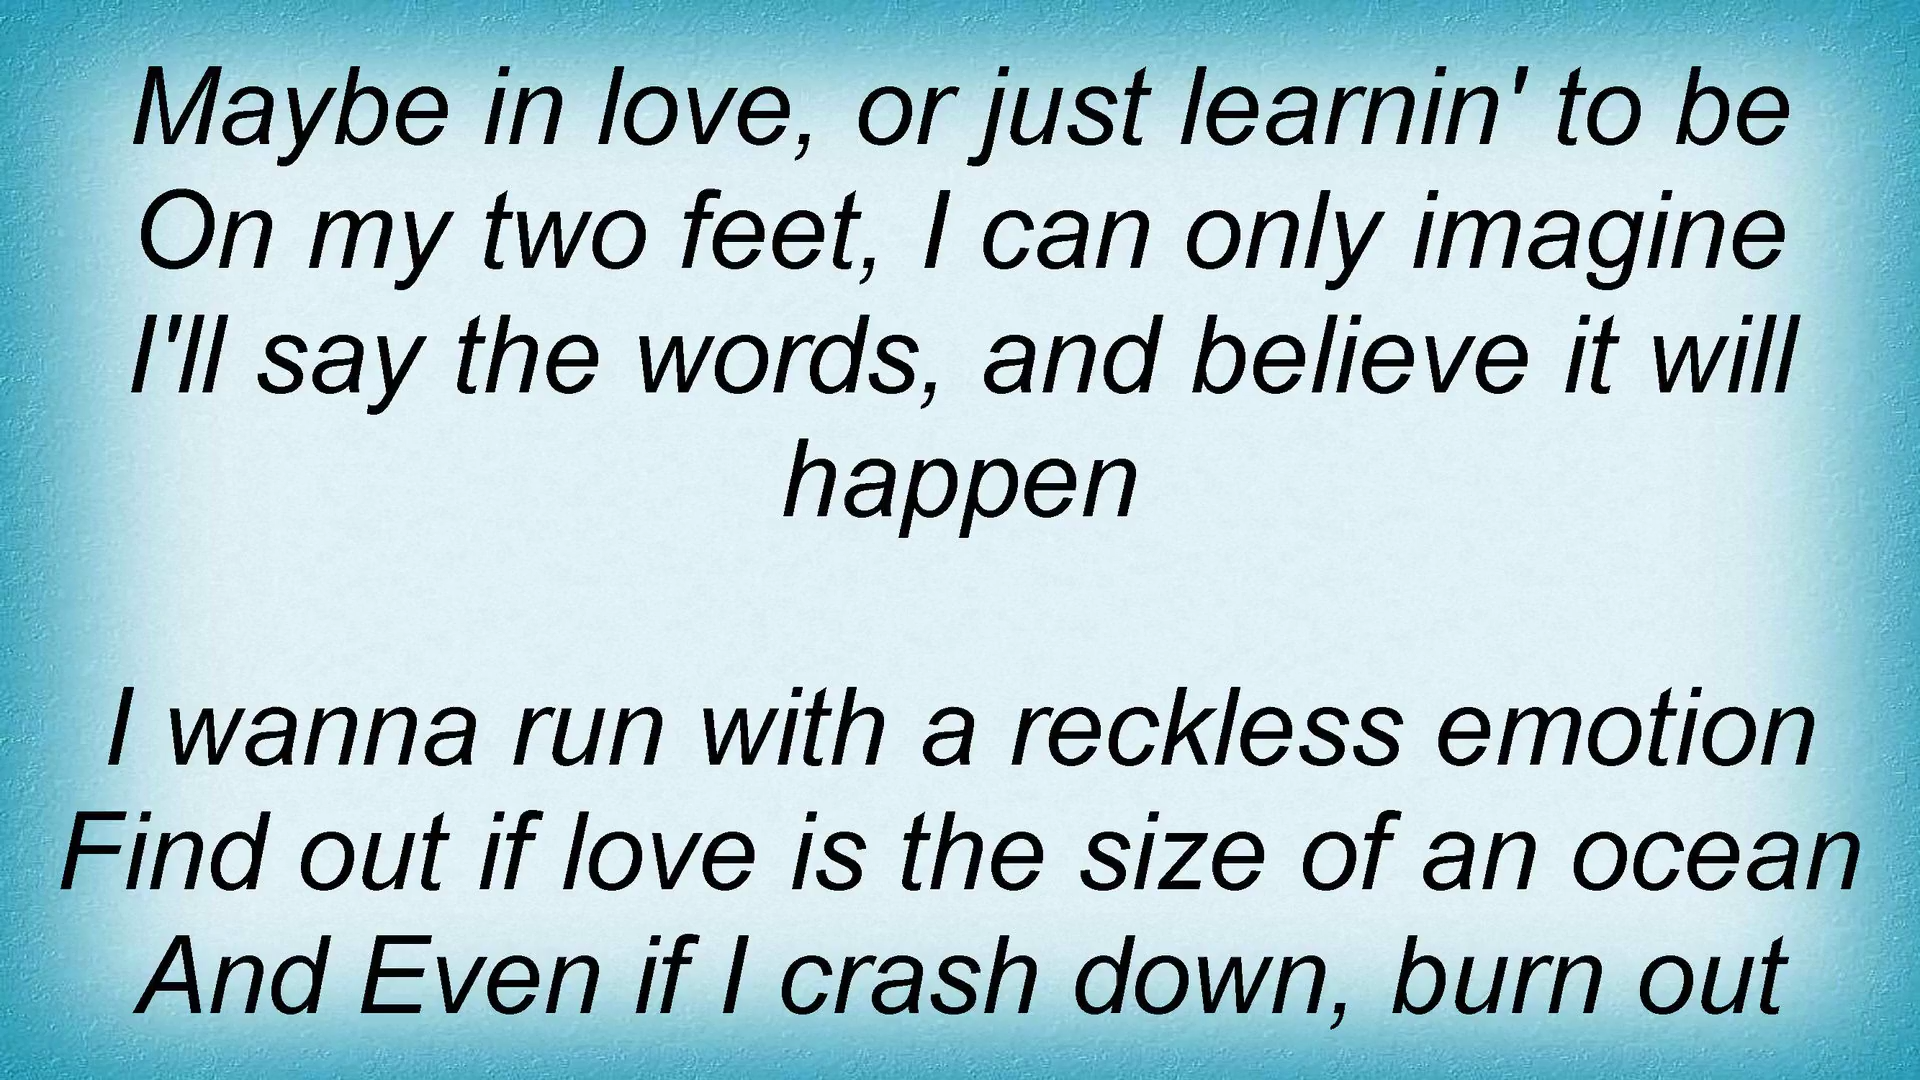 Maybe in love, or just learnin' to be
On my two feet, I can only imagine
I'll say the words, and believe it will
happen
I wanna run with a reckless emotion
Find out if love is the size of an ocean
And Even if I crash down, burn out